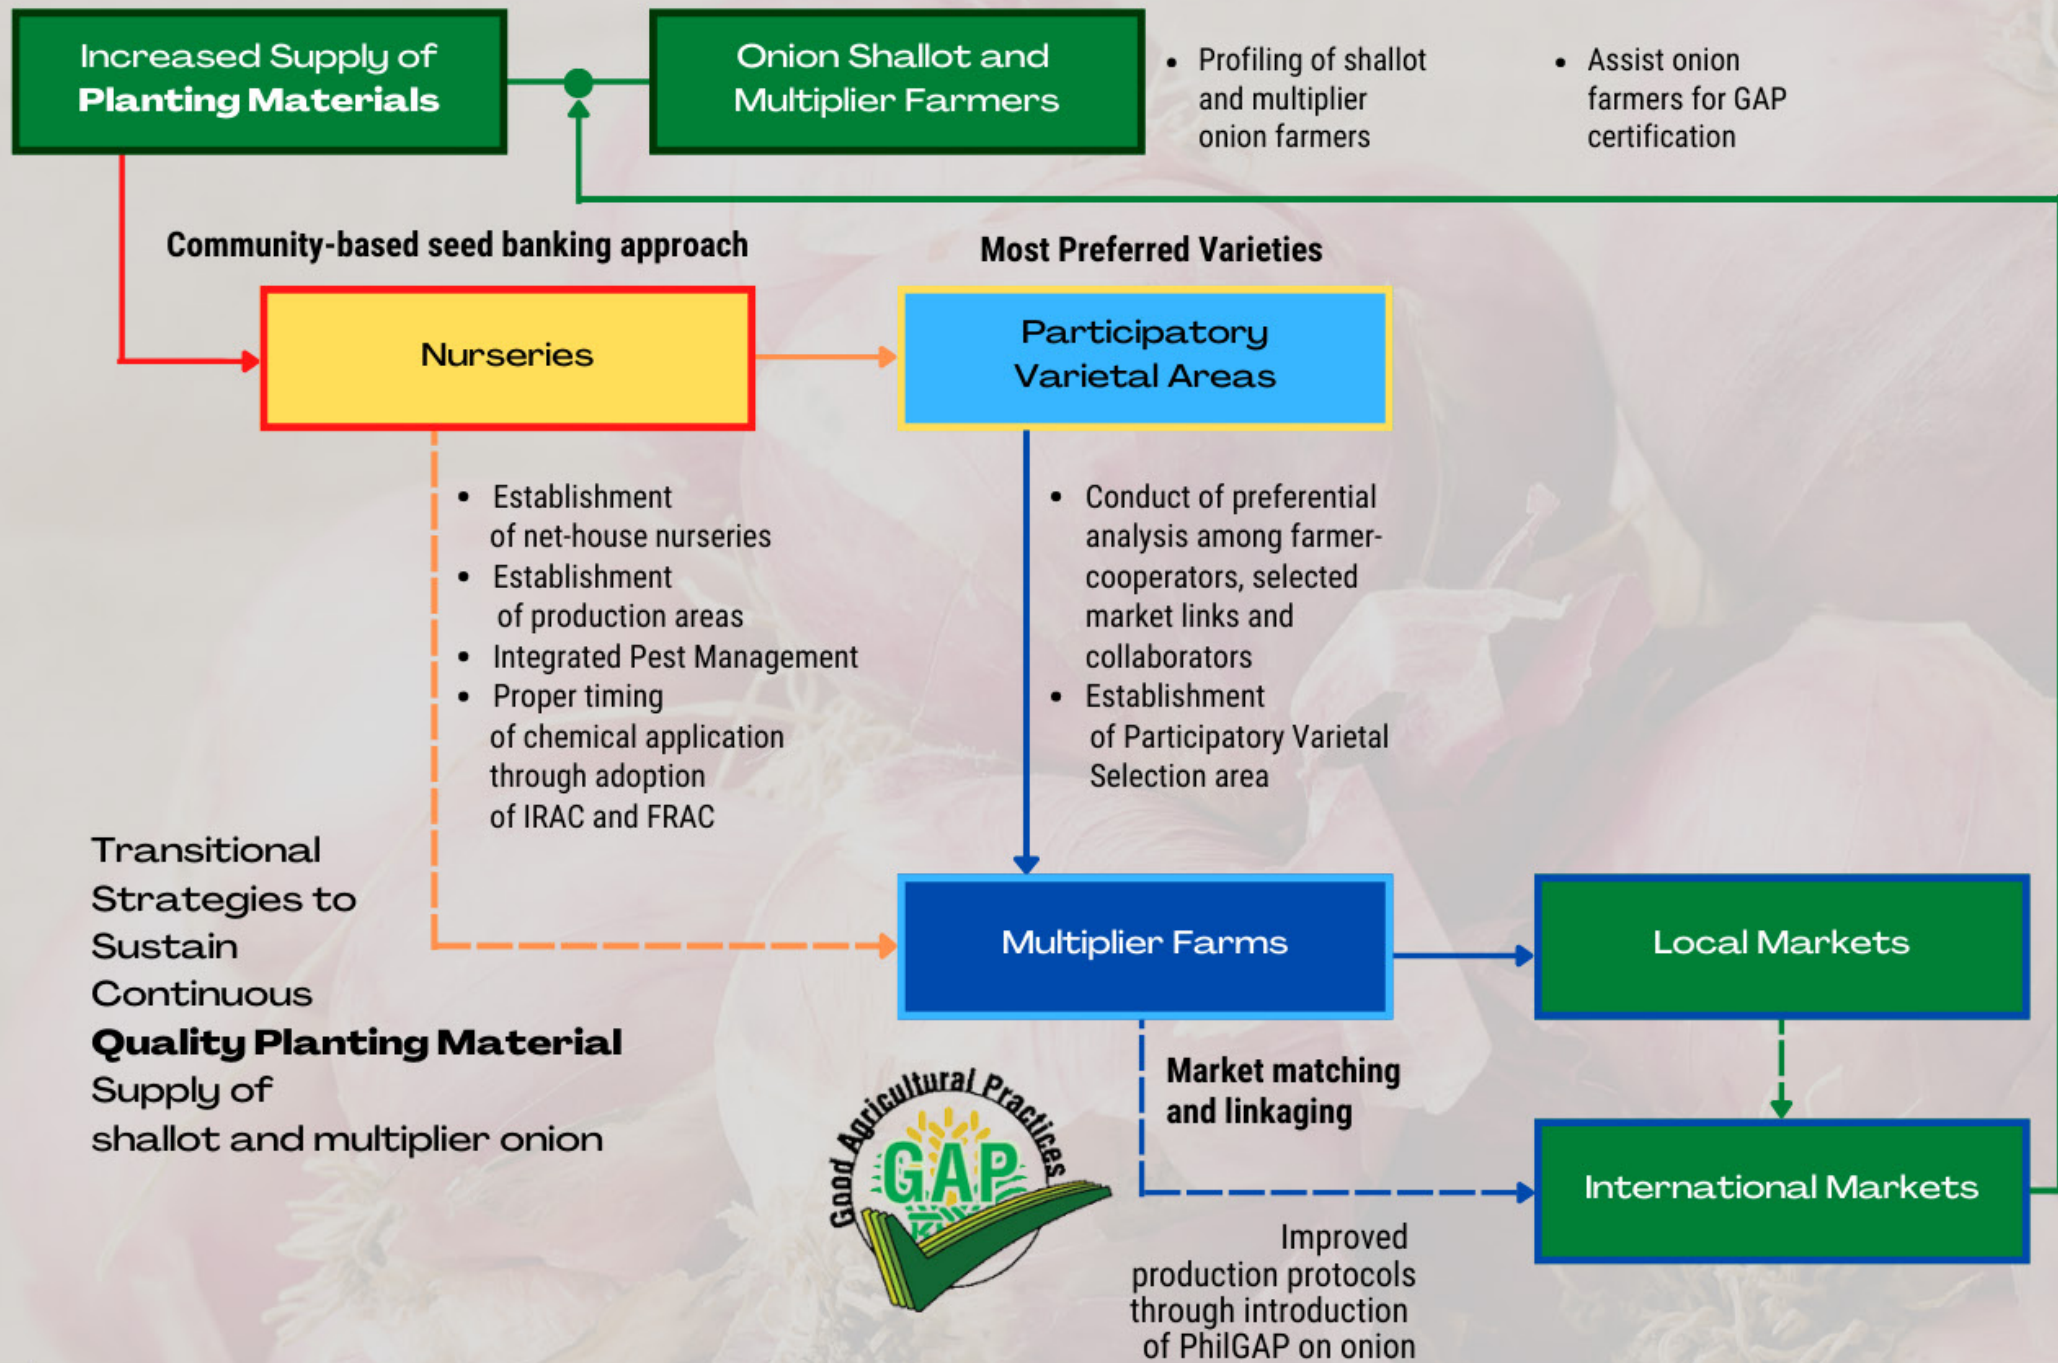 Increased Supply of
Planting Materials
Onion Shallot and
Multiplier Farmers
• Profiling of shallot
and multiplier
onion farmers
• Assist onion
farmers for GAP
certification
Community-based seed banking approach
Most Preferred Varieties
Nurseries
Participatory
Varietal Areas
• Establishment
of net-house nurseries
• Establishment
of production areas
• Integrated Pest Management
• Proper timing
of chemical application
through adoption
of IRAC and FRAC
• Conduct of preferential
analysis among farmer-
cooperators, selected
market links and
collaborators
• Establishment
of Participatory Varietal
Selection area
Transitional
Strategies to
Sustain
Continuous
Quality Planting Material
Supply of
shallot and multiplier onion
Multiplier Farms
Local Markets
Market matching
and linkaging
Good Agricultural Practices
GAP
International Markets
Improved
production protocols
through introduction
of PhilGAP on onion